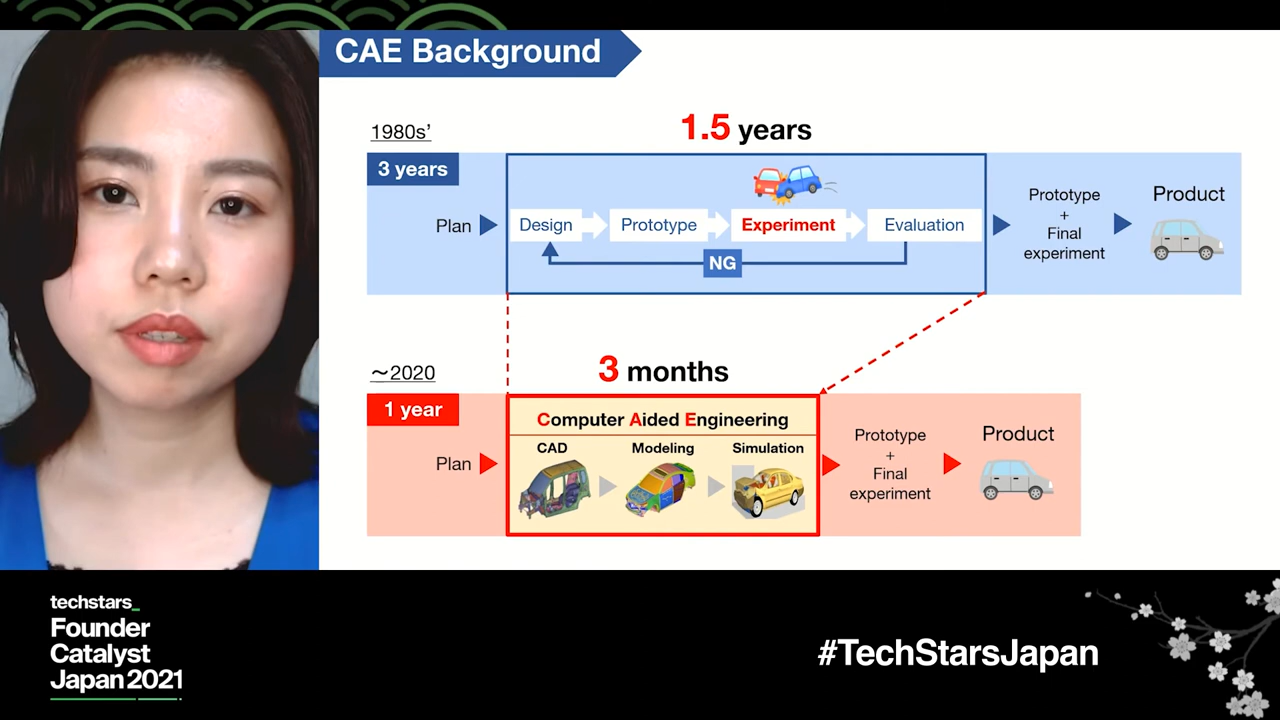 CAE Background
1980s'
1.5 years
3 years
Plan
Design
Prototype
Experiment
Evaluation
NG
Prototype
+
Final
experiment
Product
～2020
3 months
1 year
Plan
Computer Aided Engineering
CAD
Modeling
Simulation
Prototype
+
Final
experiment
Product
techstars_
Founder
Catalyst
Japan 2021
#TechStarsJapan